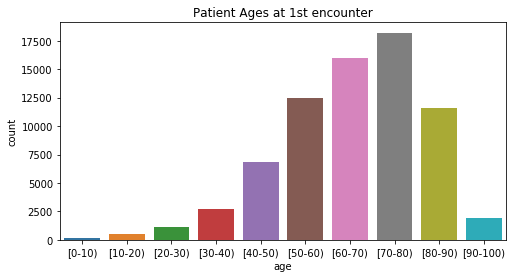 Patient Ages at 1st encounter
17500
15000
12500
10000
7500
5000
2500
0
count
[0-10) [10-20) [20-30) [30-40) [40-50) [50-60) [60-70) [70-80) [80-90) [90-100)
age